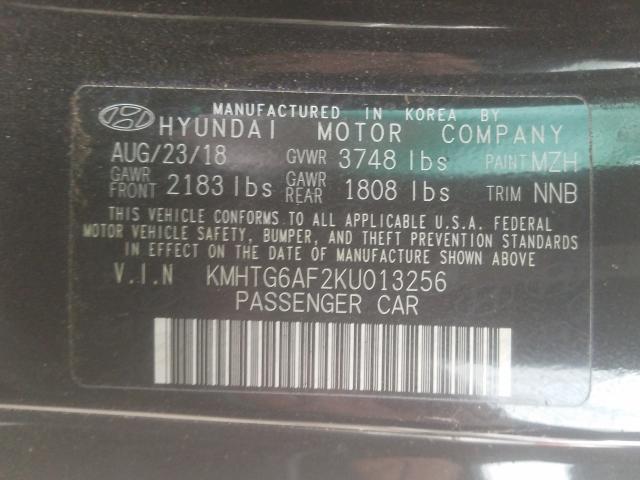 MANUFACTURED IN KOREA BY
HYUNDAI MOTOR COMPANY
AUG/23/18 GVWR 3748 lbs PAINT MZH
GAWR FRONT 2183 lbs GAWR REAR 1808 lbs TRIM NNB
THIS VEHICLE CONFORMS TO ALL APPLICABLE U.S.A. FEDERAL
MOTOR VEHICLE SAFETY, BUMPER, AND THEFT PREVENTION STANDARDS
IN EFFECT ON THE DATE OF MANUFACTURE SHOWN ABOVE
V.I.N KMHTG6AF2KU013256
PASSENGER CAR